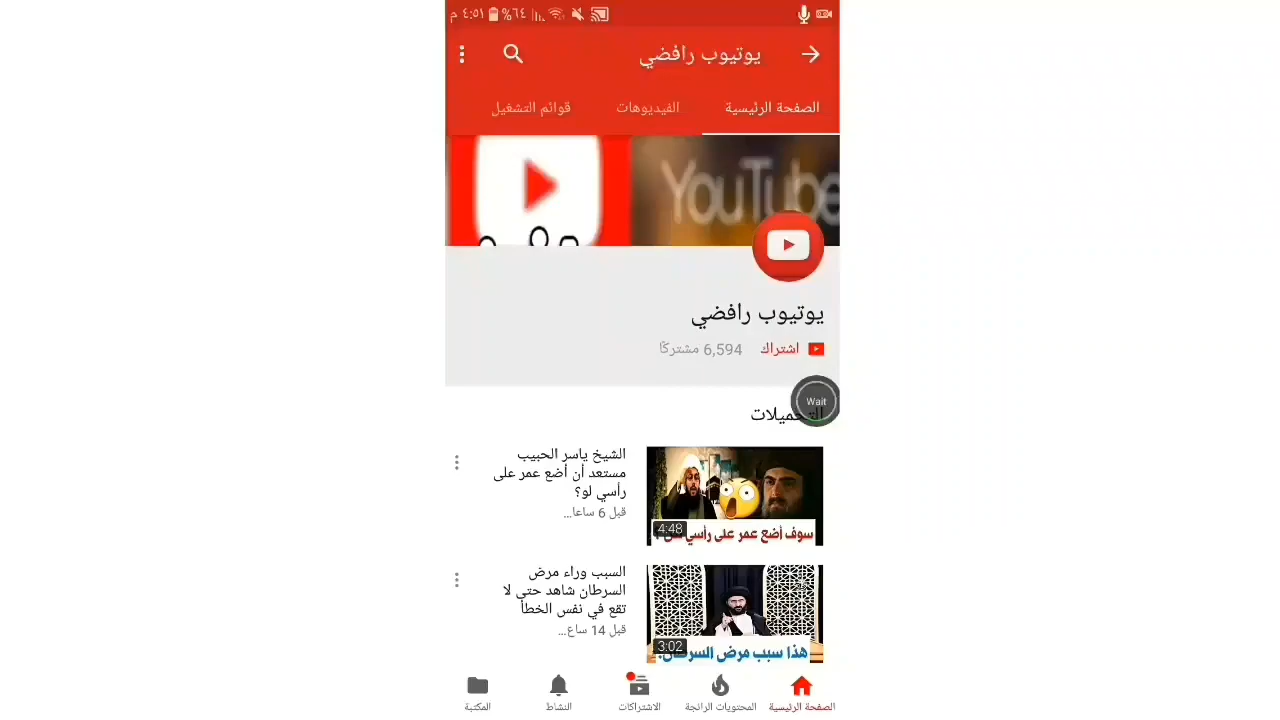 ٤:٥١ م ٦٤%
يوتيوب رافضي
الصفحة الرئيسية
الفيديوهات
قوائم التشغيل
YouTube
يوتيوب رافضي
اشتراك 6,594 مشتركًا
Wait
التحميلات
الشيخ ياسر الحبيب
مستعد أن أضع عمر على
رأسي لو؟
قبل 6 ساعا...
4:48
سوف أضع عمر على رأسي
السبب وراء مرض
السرطان شاهد حتى لا
تقع في نفس الخطأ
قبل 14 ساع...
3:02
هذا سبب مرض السرطان
الصفحة الرئيسية
المحتويات الرائجة
الاشتراكات
النشاط
المكتبة